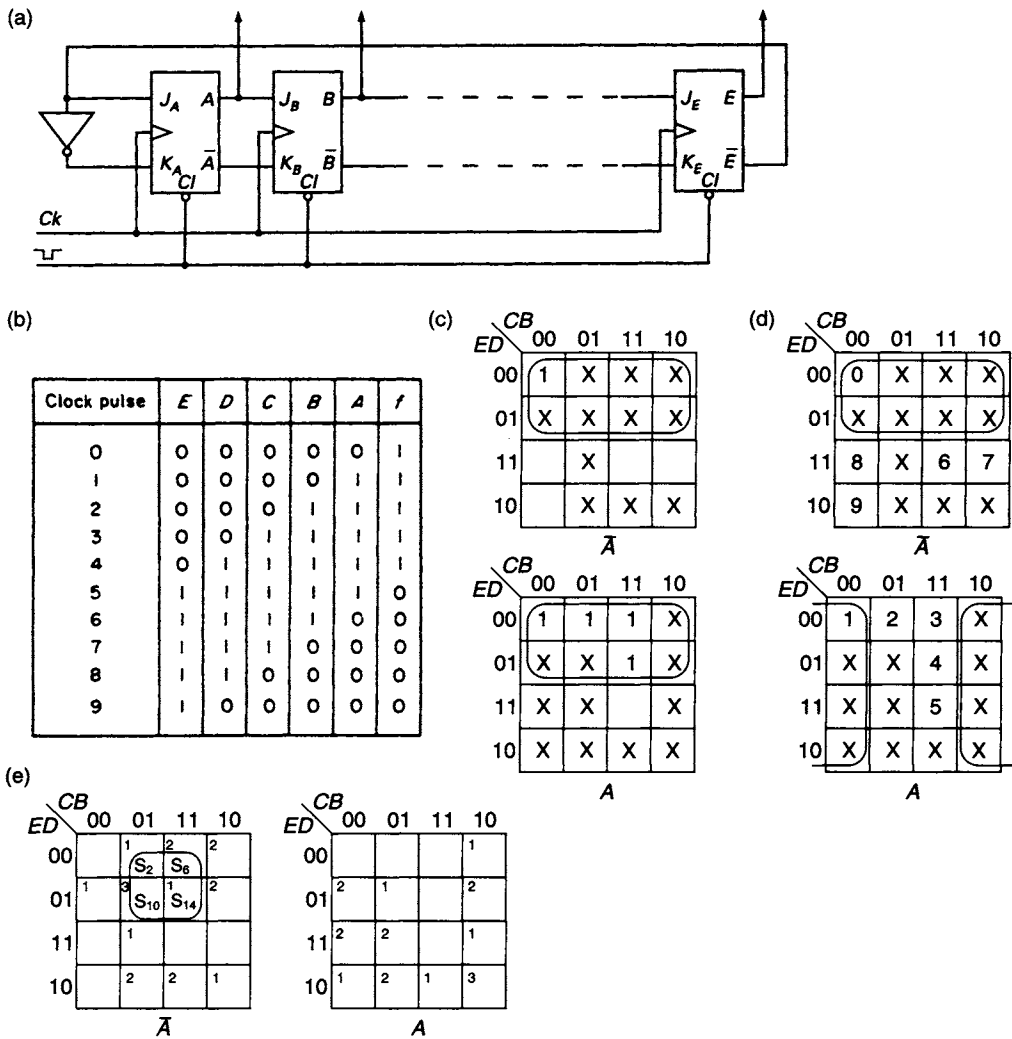 (a)
J_A A J_B B J_E E
K_A A̅ K_B B̅ K_E E̅
Cl Cl Cl
Ck
(b)
Clock pulse E D C B A f
0 0 0 0 0 0 1
1 0 0 0 0 1 1
2 0 0 0 1 1 1
3 0 0 1 1 1 1
4 0 1 1 1 1 1
5 1 1 1 1 1 0
6 1 1 1 1 0 0
7 1 1 1 0 0 0
8 1 1 0 0 0 0
9 1 0 0 0 0 0
(c)
CB
ED 00 01 11 10
00 1 X X X
01 X X X X
11 X
10 X X X
A̅
CB
ED 00 01 11 10
00 1 1 1 X
01 X X 1 X
11 X X X
10 X X X X
A
(d)
CB
ED 00 01 11 10
00 0 X X X
01 X X X X
11 8 X 6 7
10 9 X X X
A̅
CB
ED 00 01 11 10
00 1 2 3 X
01 X X 4 X
11 X X 5 X
10 X X X X
A
(e)
CB
ED 00 01 11 10
00 1 S₂ 2 S₆ 2
01 1 3 S₁₀ 1 S₁₄ 2
11 1
10 2 2 1
A̅
CB
ED 00 01 11 10
00 1
01 2 1 2
11 2 2 1
10 1 2 1 3
A